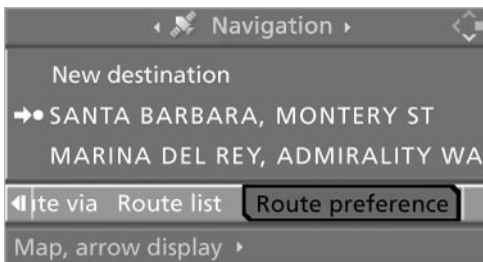 Navigation
New destination
SANTA BARBARA, MONTERY ST
MARINA DEL REY, ADMIRALITY WA
ite via Route list Route preference
Map, arrow display